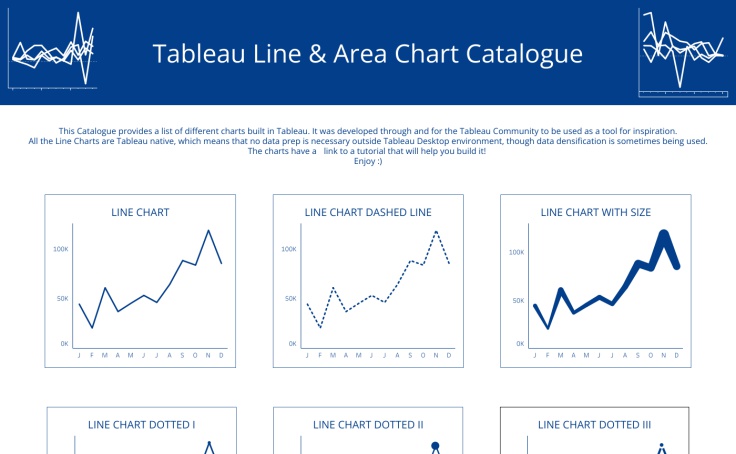 Tableau Line & Area Chart Catalogue
This Catalogue provides a list of different charts built in Tableau. It was developed through and for the Tableau Community to be used as a tool for inspiration.
All the Line Charts are Tableau native, which means that no data prep is necessary outside Tableau Desktop environment, though data densification is sometimes being used.
The charts have a link to a tutorial that will help you build it!
Enjoy :)
LINE CHART
100K
50K
0K
J F M A M J J A S O N D
LINE CHART DASHED LINE
100K
50K
0K
J F M A M J J A S O N D
LINE CHART WITH SIZE
100K
50K
0K
J F M A M J J A S O N D
LINE CHART DOTTED I
LINE CHART DOTTED II
LINE CHART DOTTED III